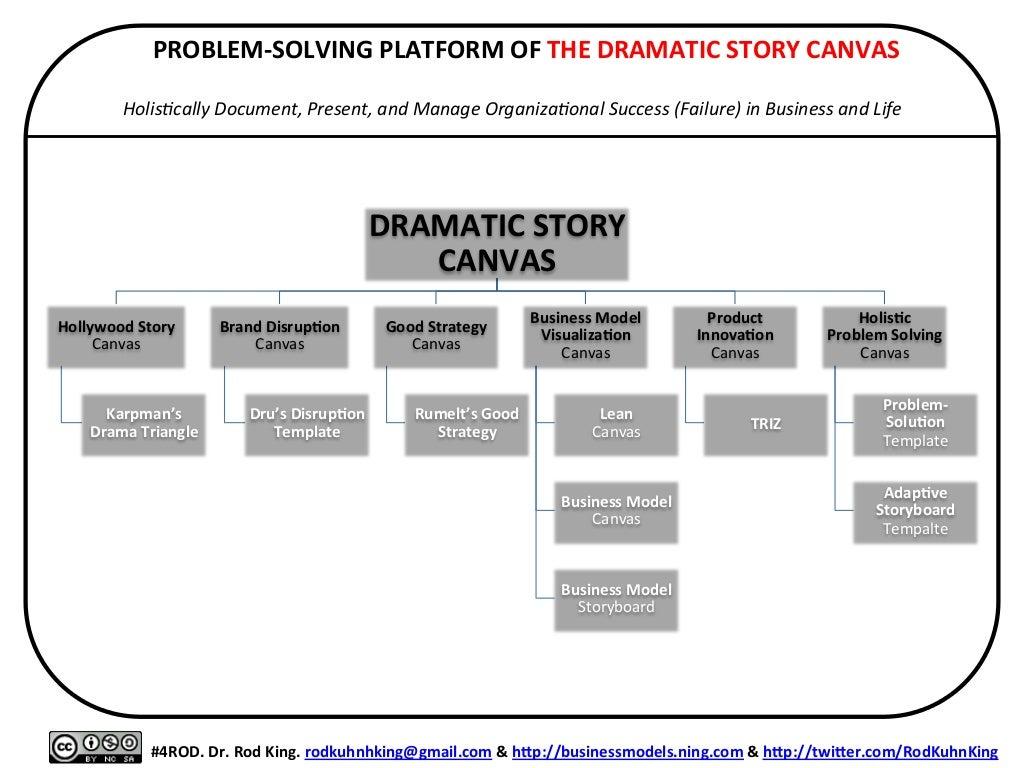 PROBLEM-SOLVING PLATFORM OF THE DRAMATIC STORY CANVAS
Holistically Document, Present, and Manage Organizational Success (Failure) in Business and Life
DRAMATIC STORY
CANVAS
Hollywood Story
Canvas
Brand Disruption
Canvas
Good Strategy
Canvas
Business Model
Visualization
Canvas
Product
Innovation
Canvas
Holistic
Problem Solving
Canvas
Karpman's
Drama Triangle
Dru's Disruption
Template
Rumelt's Good
Strategy
Lean
Canvas
TRIZ
Problem-
Solution
Template
Business Model
Canvas
Adaptive
Storyboard
Tempalte
Business Model
Storyboard
cc BY NC SA
#4ROD. Dr. Rod King. rodkuhnhking@gmail.com & http://businessmodels.ning.com & http://twitter.com/RodKuhnKing